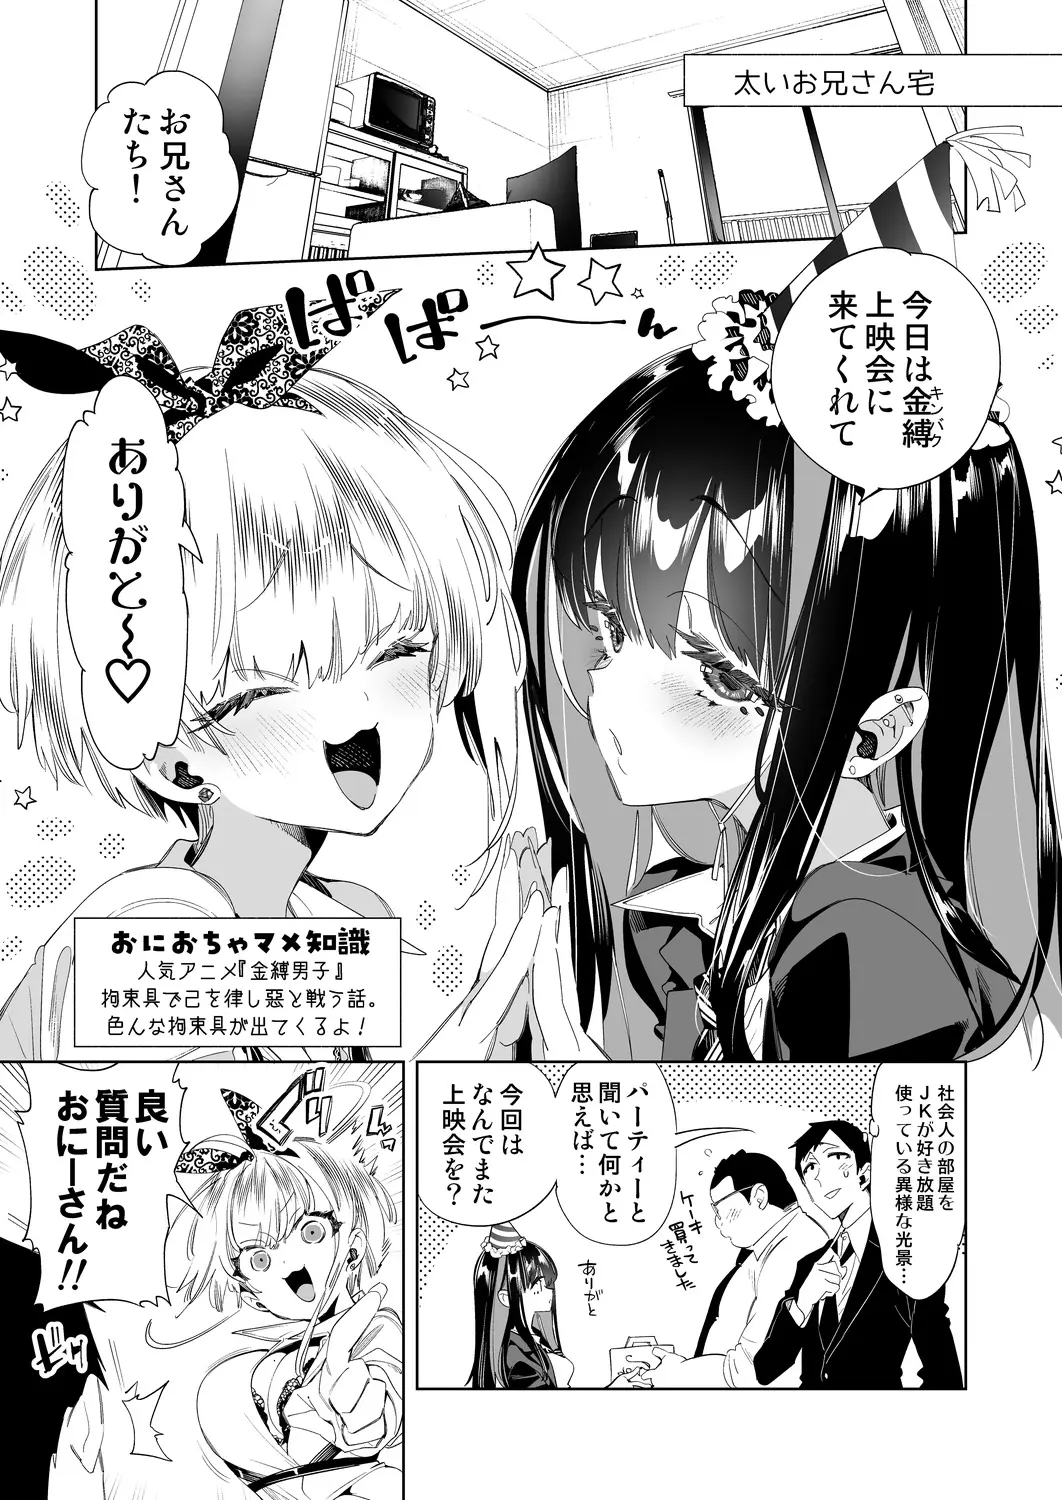 太いお兄さん宅
お兄さん
たち！
今日は金縛
キンバク
上映会に
来てくれて
ばばーーん
ありがと〜♡
おにおちゃマメ知識
人気アニメ『金縛男子』
拘束具で己を律し惡と戦う話。
色んな拘束具が出てくるよ！
社会人の部屋を
JKが好き放題
使っている異様な光景…
パーティーと
聞いて何かと
思えば…
ケーキ
買って
きました
ありがと
今回は
なんでまた
上映会を？
良い
質問だね
おにーさん!!